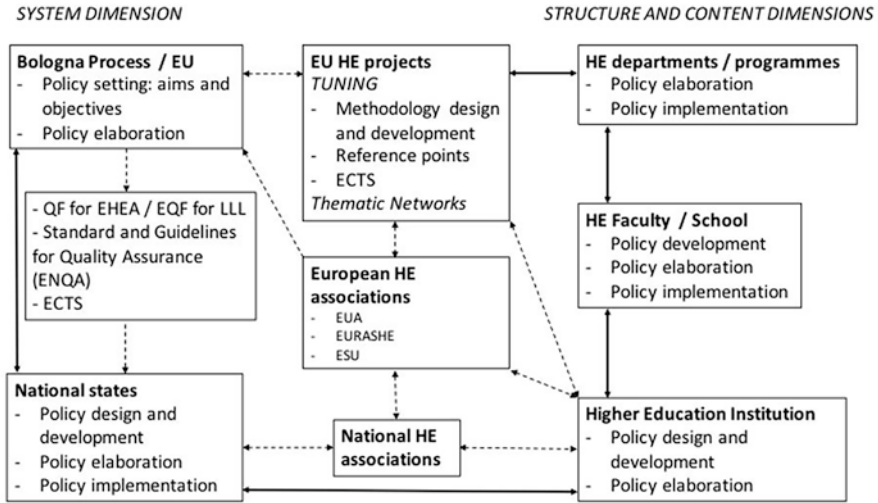 SYSTEM DIMENSION
STRUCTURE AND CONTENT DIMENSIONS
Bologna Process / EU
- Policy setting: aims and
objectives
- Policy elaboration
EU HE projects
TUNING
- Methodology design
and development
- Reference points
- ECTS
Thematic Networks
HE departments / programmes
- Policy elaboration
- Policy implementation
- QF for EHEA / EQF for LLL
- Standard and Guidelines
for Quality Assurance
(ENQA)
- ECTS
HE Faculty / School
- Policy development
- Policy elaboration
- Policy implementation
European HE
associations
- EUA
- EURASHE
- ESU
National states
- Policy design and
development
- Policy elaboration
- Policy implementation
National HE
associations
Higher Education Institution
- Policy design and
development
- Policy elaboration